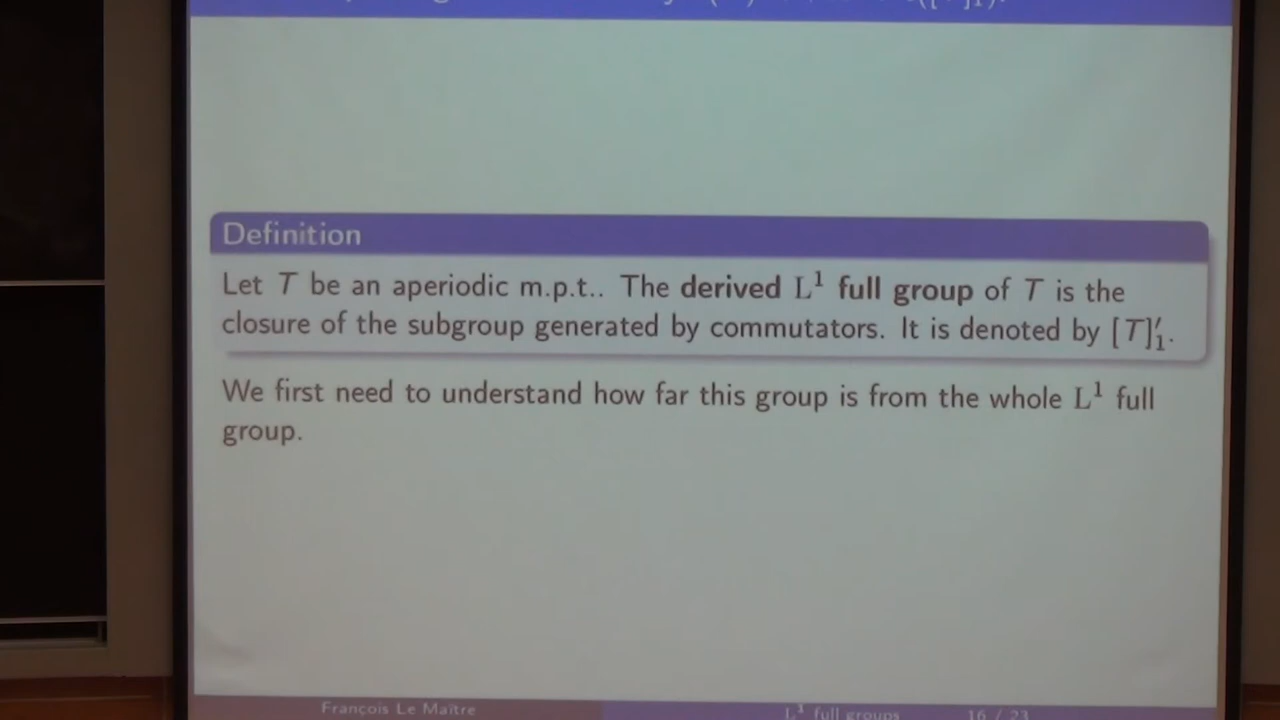 Definition
Let T be an aperiodic m.p.t.. The derived L¹ full group of T is the
closure of the subgroup generated by commutators. It is denoted by [T]′₁.
We first need to understand how far this group is from the whole L¹ full
group.
François Le Maître L¹ full groups 16 / 23